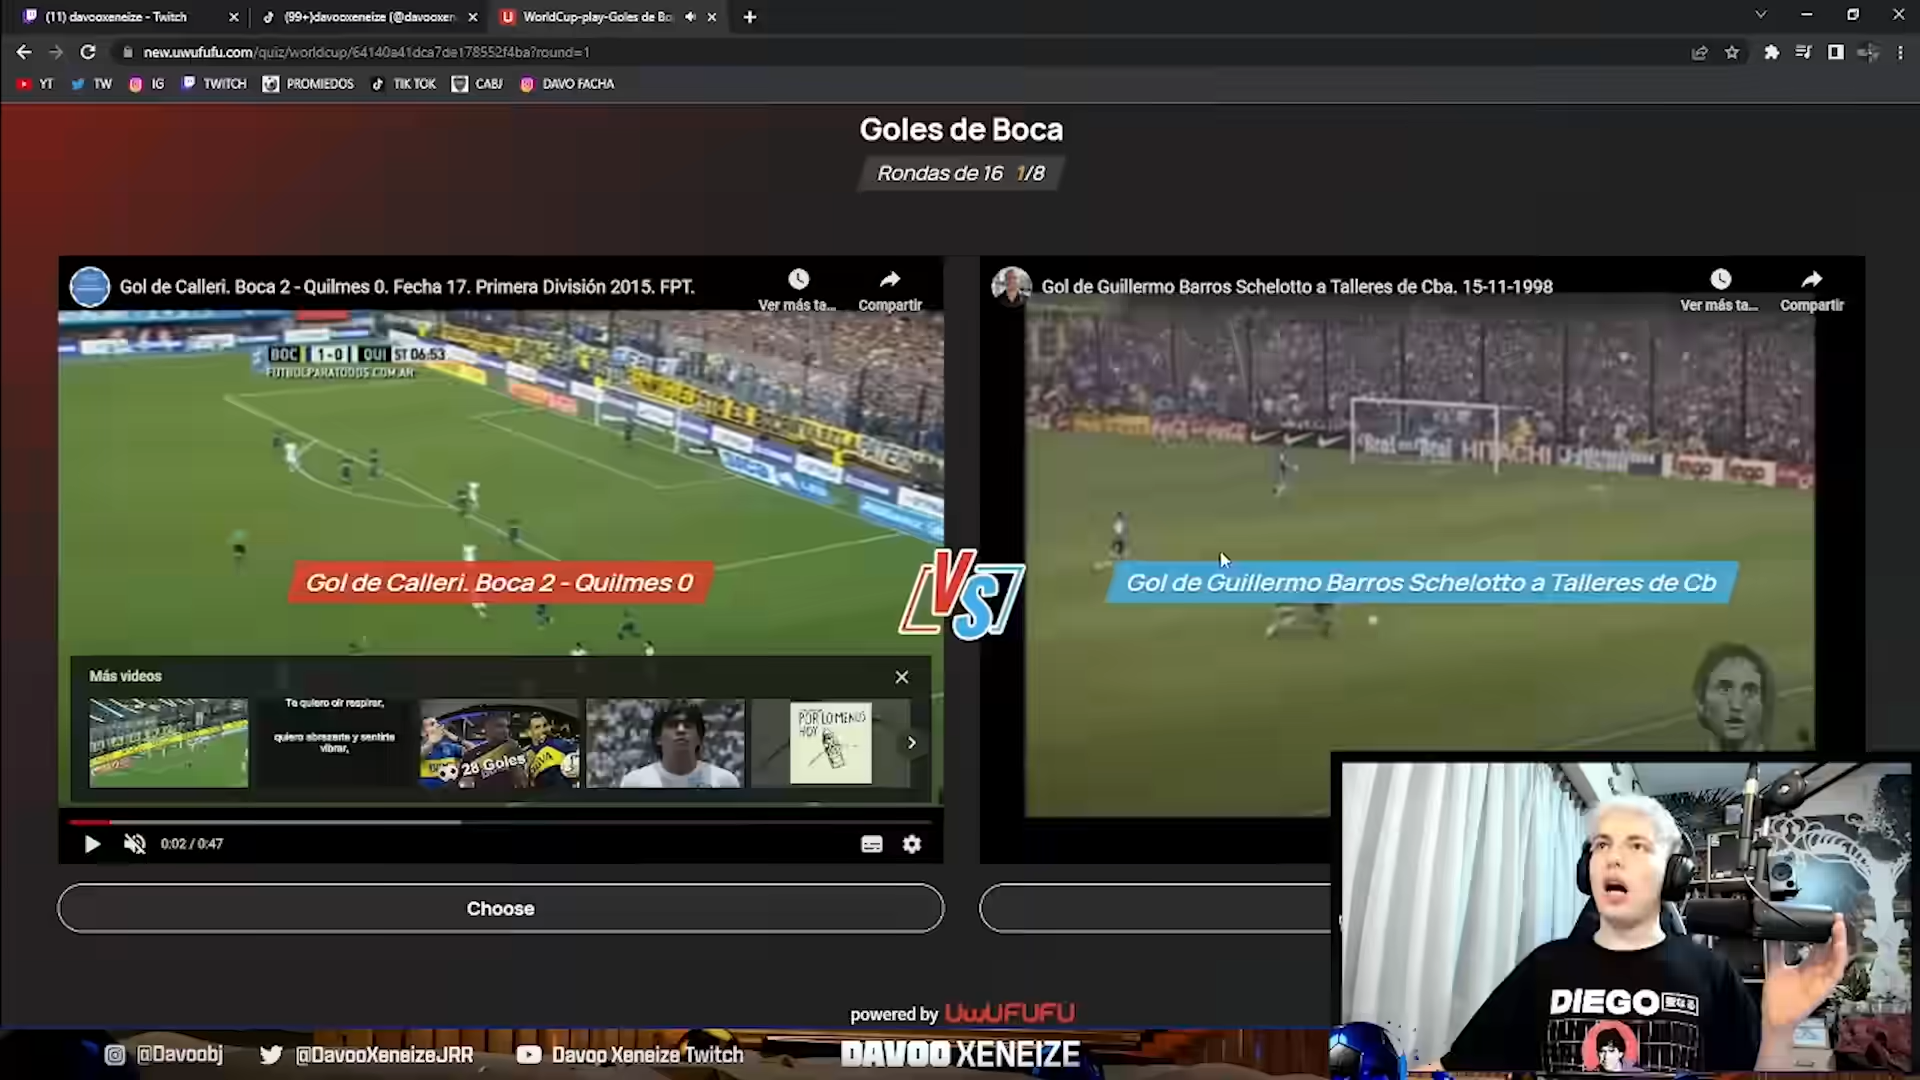 (11) davooxeneize - Twitch
(99+)davooxeneize (@davooxen
WorldCup-play-Goles de Bo
new.uwufufu.com/quiz/worldcup/64140a41dca7de178552f4ba?round=1
YT
TW
IG
TWITCH
PROMIEDOS
TIK TOK
CABJ
DAVO FACHA
Goles de Boca
Rondas de 16 1/8
Gol de Calleri. Boca 2 - Quilmes 0. Fecha 17. Primera División 2015. FPT.
Ver más ta...
Compartir
Gol de Guillermo Barros Schelotto a Talleres de Cba. 15-11-1998
Ver más ta...
Compartir
BOC 1-0 QUI ST 06:53
FUTBOLPARATODOS.COM.AR
HITACHI
Gol de Calleri. Boca 2 - Quilmes 0
VS
Gol de Guillermo Barros Schelotto a Talleres de Cb
Más videos
Te quiero oír respirar,
quiero abrazarte y sentirte
vibrar,
28 Goles
POR LO MENOS
HOY
0:02 / 0:47
Choose
DIEGO
powered by UwUFUFU
@Davoobj
@DavooXeneizeJRR
Davoo Xeneize Twitch
DAVOO XENEIZE